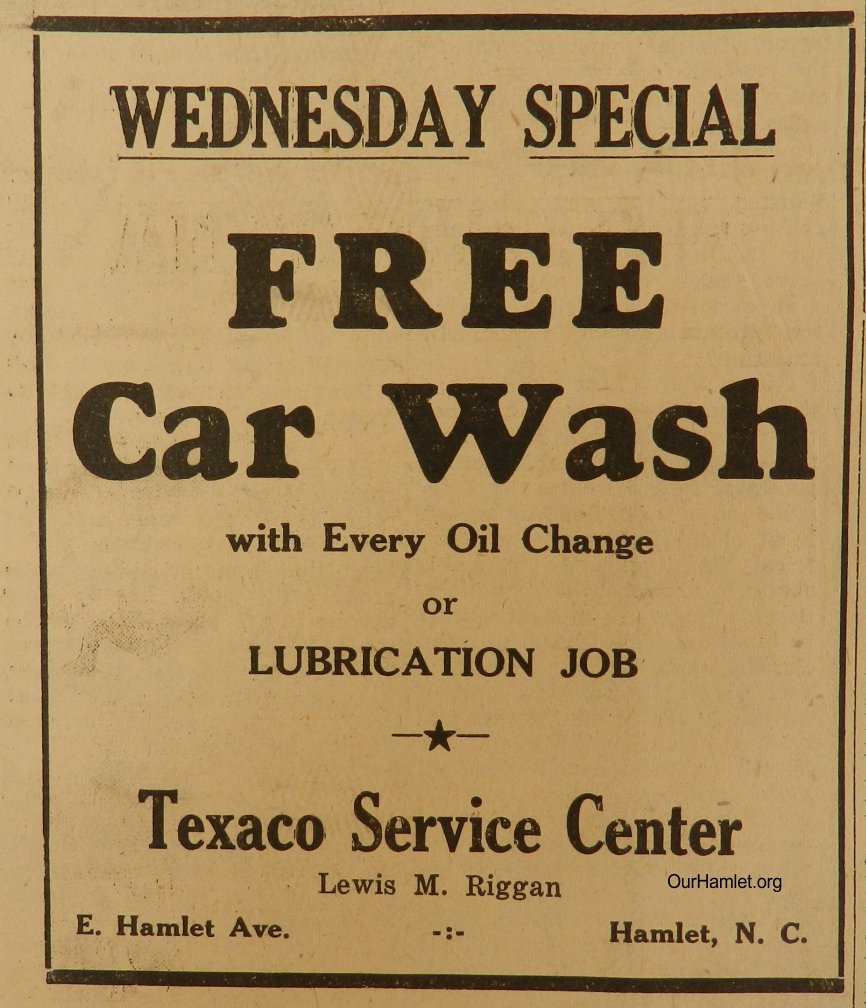 WEDNESDAY SPECIAL
FREE
Car Wash
with Every Oil Change
or
LUBRICATION JOB
—★—
Texaco Service Center
Lewis M. Riggan
OurHamlet.org
E. Hamlet Ave. -:- Hamlet, N. C.